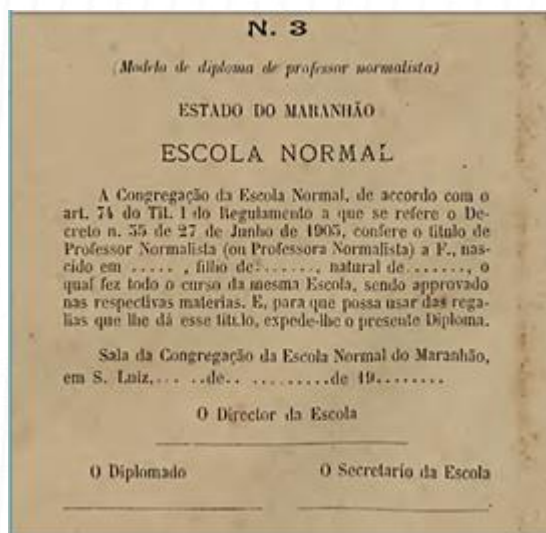 N. 3
(Modelo de diploma de professor normalista)
ESTADO DO MARANHÃO
ESCOLA NORMAL
A Congregação da Escola Normal, de accordo com o
art. 74 do Tit. I do Regulamento a que se refere o De-
creto n. 35 de 27 de Junho de 1905, confere o titulo de
Professor Normalista (ou Professora Normalista) a F., nas-
cido em ..... , filho de ......., natural de ......., o
qual fez todo o curso da mesma Escola, sendo approvado
nas respectivas materias. E, para que possa usar das rega-
lias que lhe dá esse titulo, expede-lhe o presente Diploma.
Sala da Congregação da Escola Normal do Maranhão,
em S. Luiz,... ..de.. .........de 19........
O Director da Escola
O Diplomado O Secretario da Escola